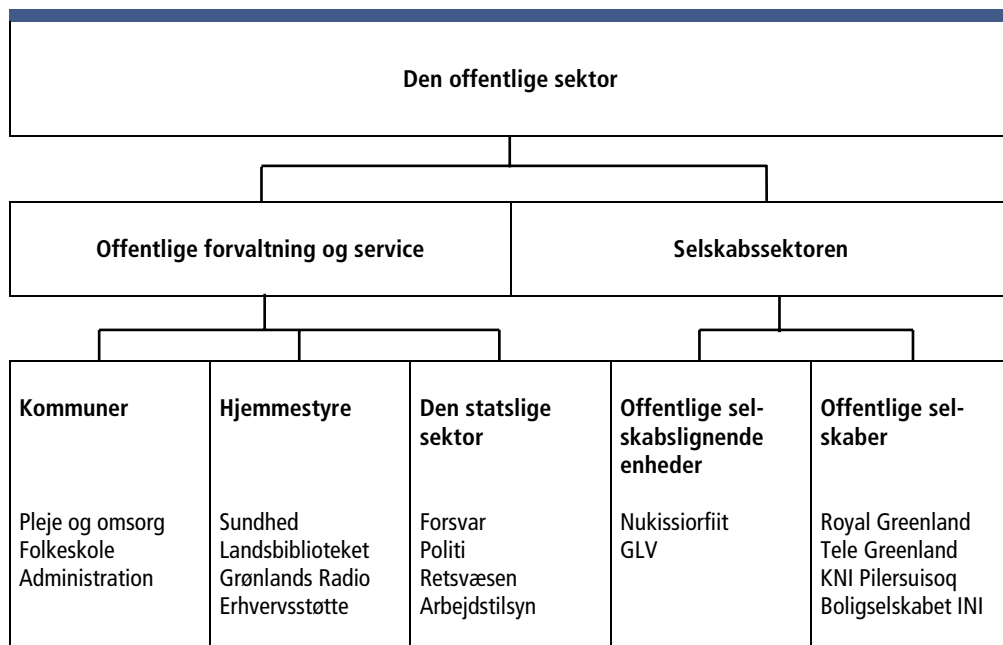 Den offentlige sektor
Offentlige forvaltning og service
Selskabssektoren
Kommuner
Pleje og omsorg
Folkeskole
Administration
Hjemmestyre
Sundhed
Landsbiblioteket
Grønlands Radio
Erhvervsstøtte
Den statslige
sektor
Forsvar
Politi
Retsvæsen
Arbejdstilsyn
Offentlige sel-
skabslignende
enheder
Nukissiorfiit
GLV
Offentlige sel-
skaber
Royal Greenland
Tele Greenland
KNI Pilersuisoq
Boligselskabet INI